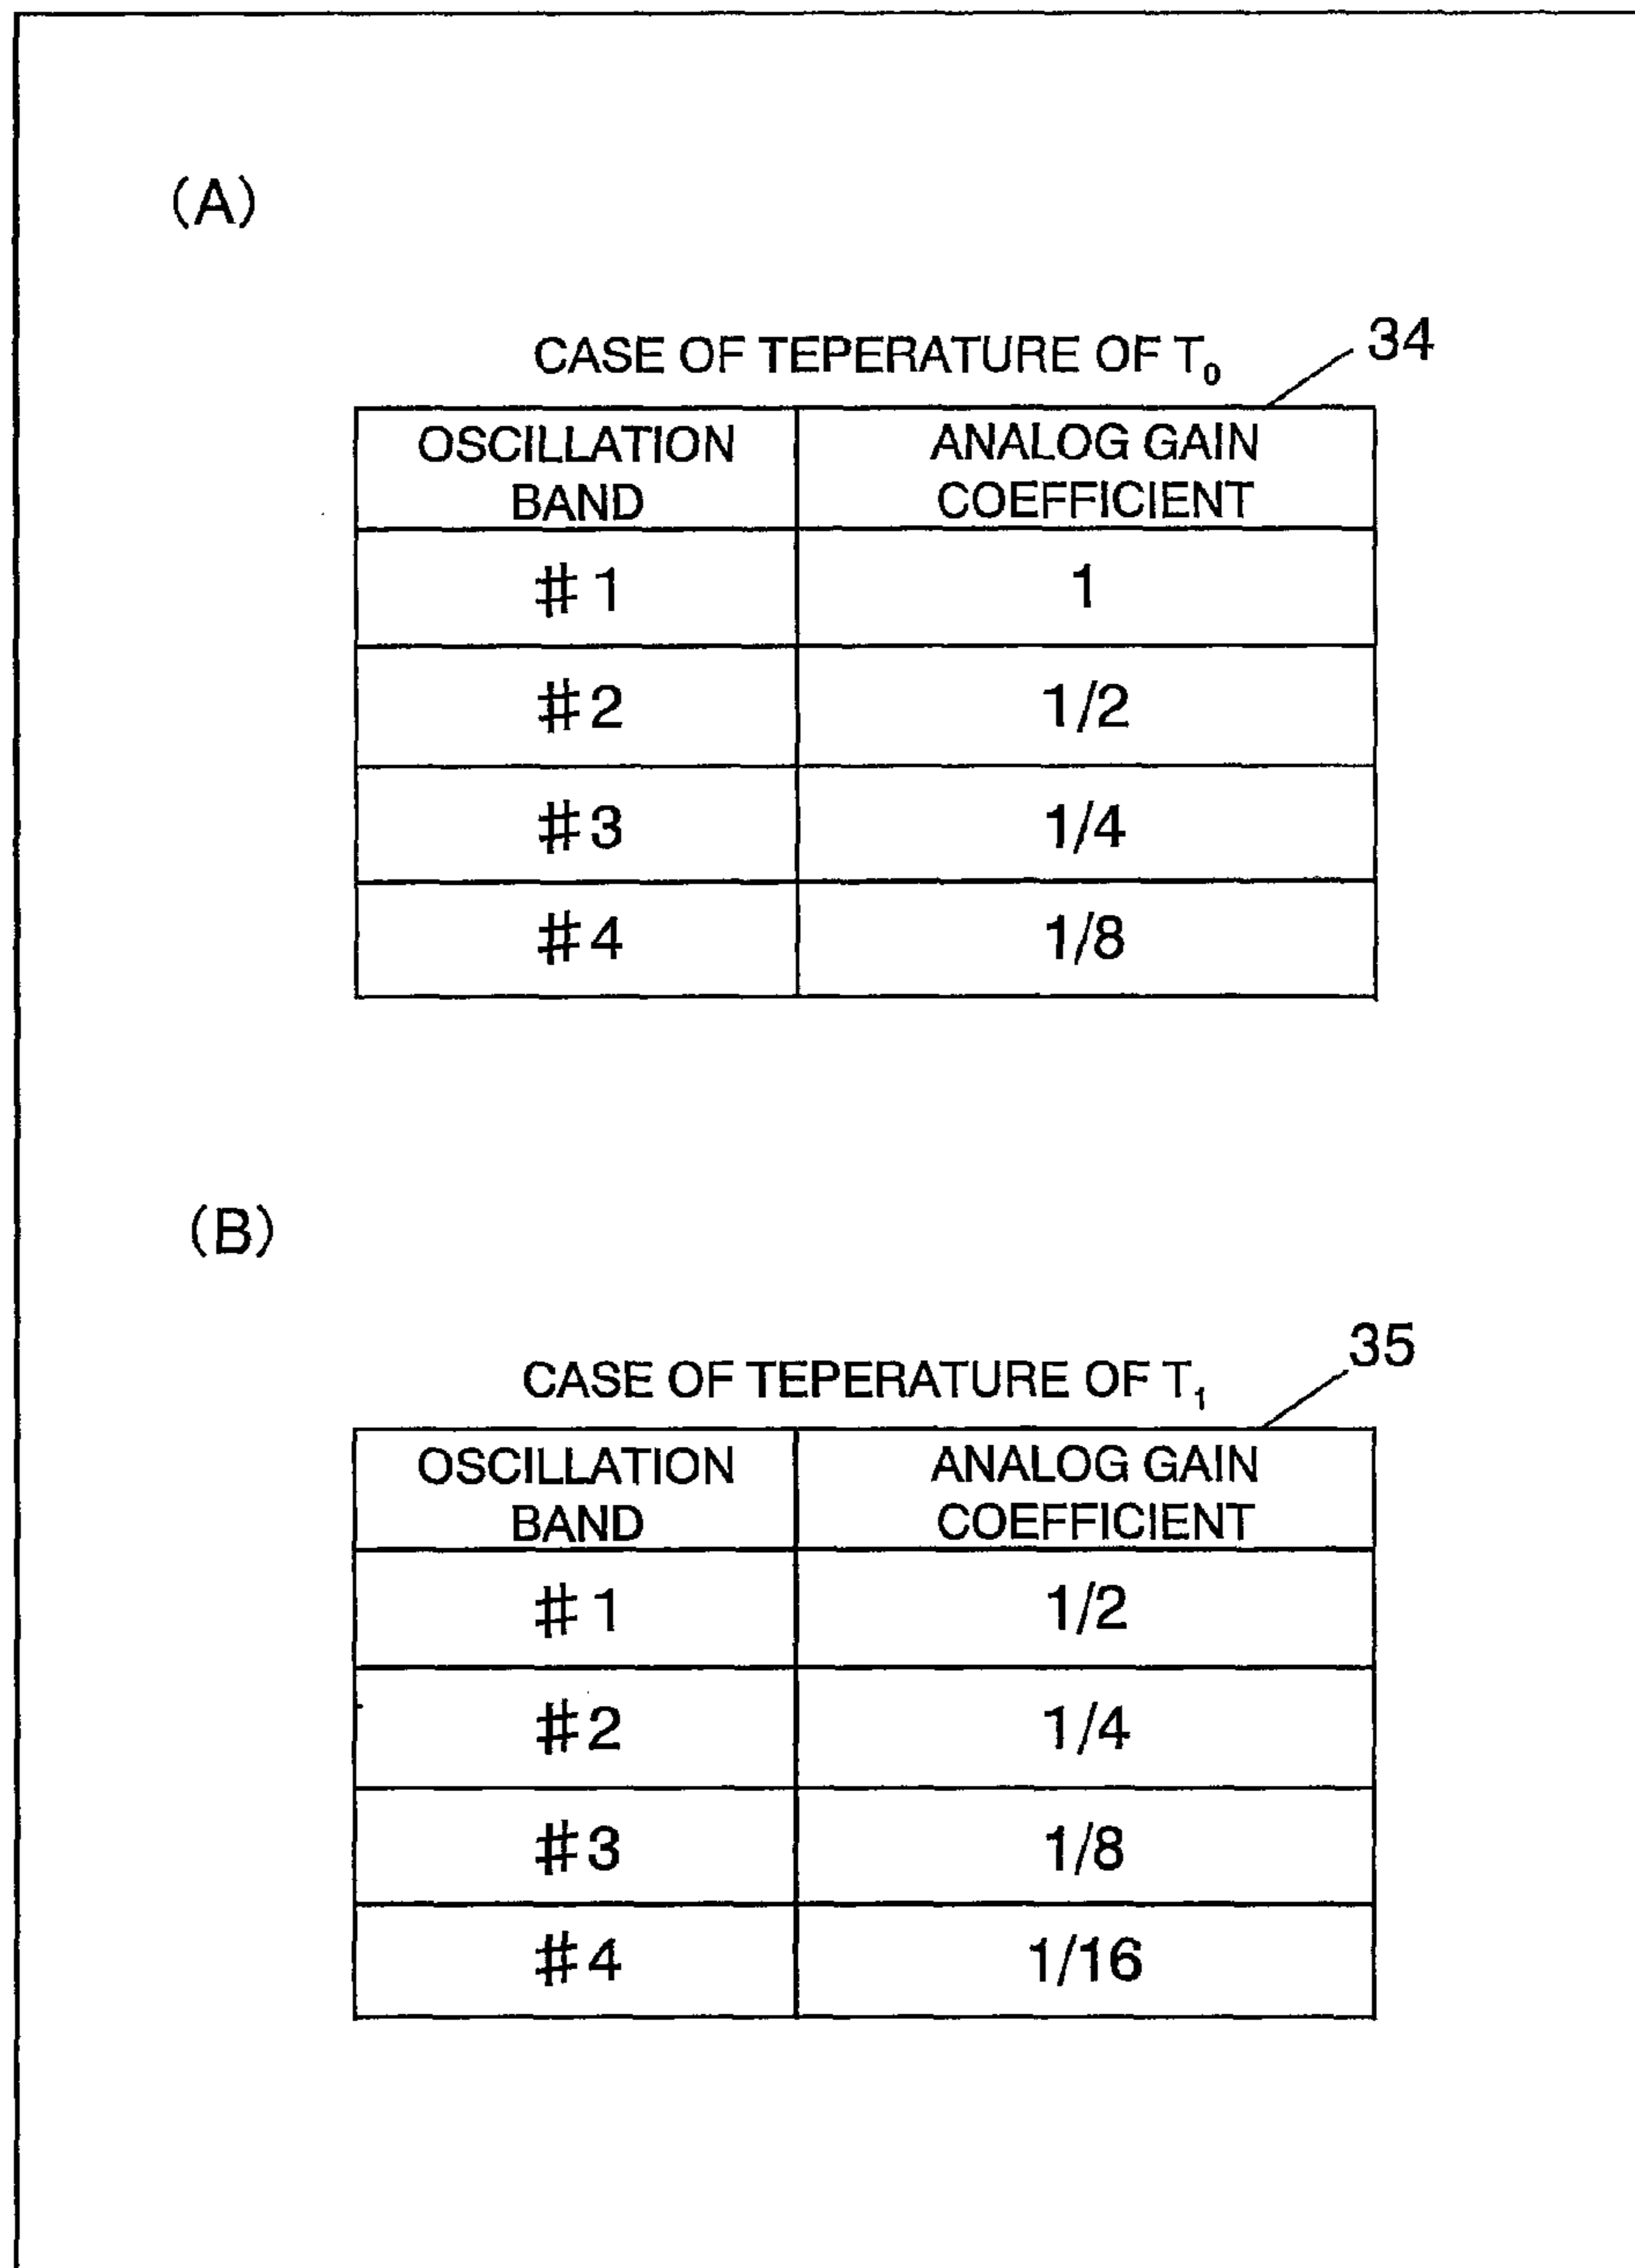 (A)
CASE OF TEPERATURE OF T₀
34
OSCILLATION BAND ANALOG GAIN COEFFICIENT
#1 1
#2 1/2
#3 1/4
#4 1/8
(B)
CASE OF TEPERATURE OF T₁
35
OSCILLATION BAND ANALOG GAIN COEFFICIENT
#1 1/2
#2 1/4
#3 1/8
#4 1/16